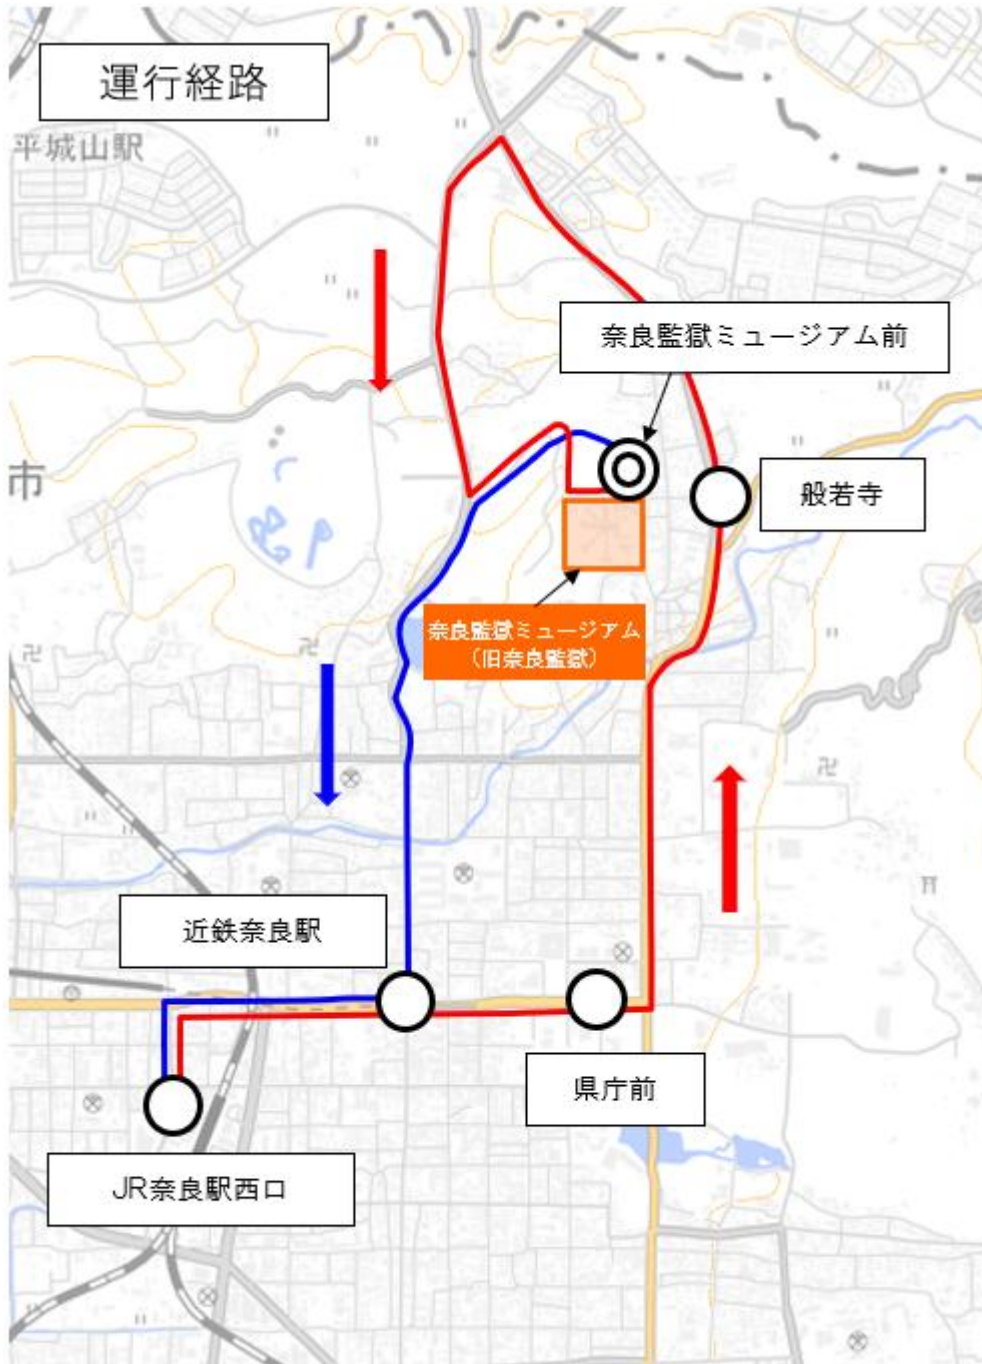 運行経路
平城山駅
奈良監獄ミュージアム前
市
般若寺
奈良監獄ミュージアム
（旧奈良監獄）
近鉄奈良駅
県庁前
JR奈良駅西口